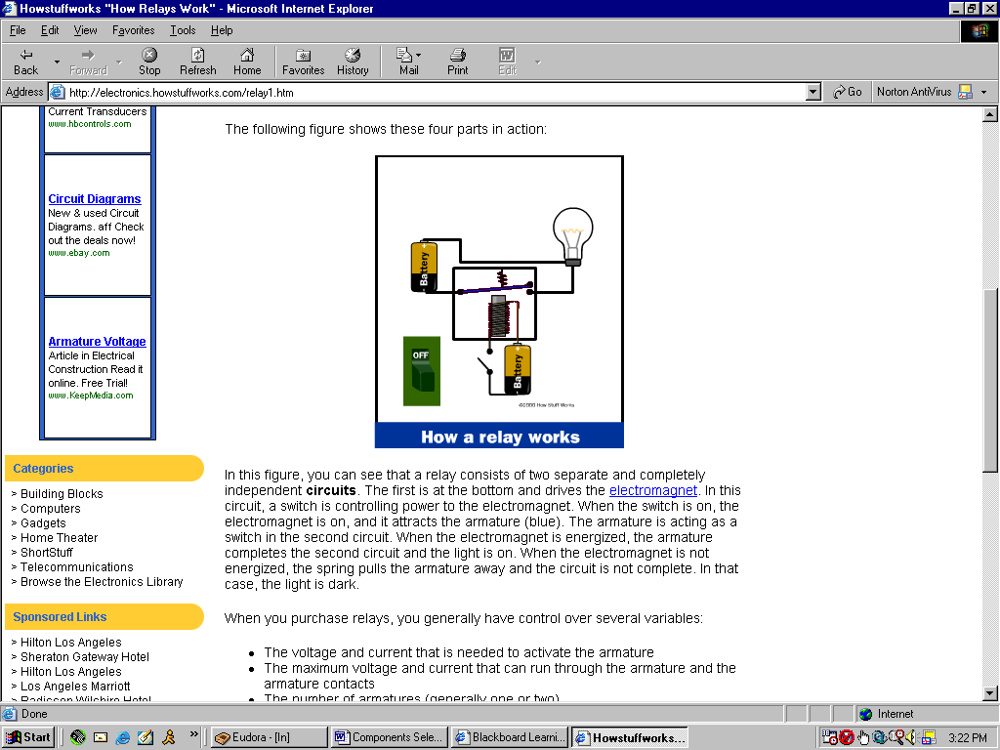 Howstuffworks "How Relays Work" - Microsoft Internet Explorer
File Edit View Favorites Tools Help
Back Forward Stop Refresh Home Favorites History Mail Print Edit
Address http://electronics.howstuffworks.com/relay1.htm Go Norton AntiVirus
Current Transducers
www.hbcontrols.com
Circuit Diagrams
New & used Circuit
Diagrams. aff Check
out the deals now!
www.ebay.com
Armature Voltage
Article in Electrical
Construction Read it
online. Free Trial!
www.KeepMedia.com
Categories
> Building Blocks
> Computers
> Gadgets
> Home Theater
> ShortStuff
> Telecommunications
> Browse the Electronics Library
Sponsored Links
> Hilton Los Angeles
> Sheraton Gateway Hotel
> Hilton Los Angeles
> Los Angeles Marriott
> Radisson Wilshire Hotel
The following figure shows these four parts in action:
Battery
OFF
Battery
©2000 How Stuff Works
How a relay works
In this figure, you can see that a relay consists of two separate and completely
independent circuits. The first is at the bottom and drives the electromagnet. In this
circuit, a switch is controlling power to the electromagnet. When the switch is on, the
electromagnet is on, and it attracts the armature (blue). The armature is acting as a
switch in the second circuit. When the electromagnet is energized, the armature
completes the second circuit and the light is on. When the electromagnet is not
energized, the spring pulls the armature away and the circuit is not complete. In that
case, the light is dark.
When you purchase relays, you generally have control over several variables:
• The voltage and current that is needed to activate the armature
• The maximum voltage and current that can run through the armature and the
armature contacts
• The number of armatures (generally one or two)
Done Internet
Start Eudora - [In] Components Sele... Blackboard Learni... Howstuffworks... 3:22 PM